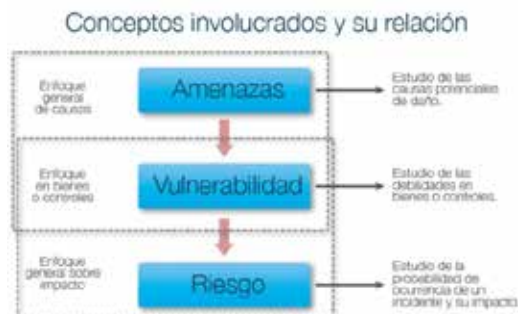 Conceptos involucrados y su relación
Enfoque
general
de causas
Amenazas
Estudio de las
causas potenciales
de daño.
Enfoque
en bienes
o controles
Vulnerabilidad
Estudio de las
debilidades en
bienes o controles.
Enfoque
general sobre
impacto
Riesgo
Estudio de la
probabilidad de
ocurrencia de un
incidente y su impacto